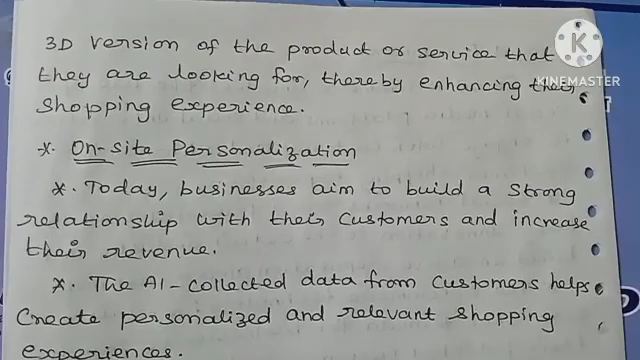 3D version of the product or service that
they are looking for, thereby enhancing their
shopping experience.
K
KINEMASTER
*. On-site Personalization
*. Today, businesses aim to build a strong
relationship with their customers and increase
their revenue.
*. The AI-collected data from customers helps
Create personalized and relevant shopping
experiences.